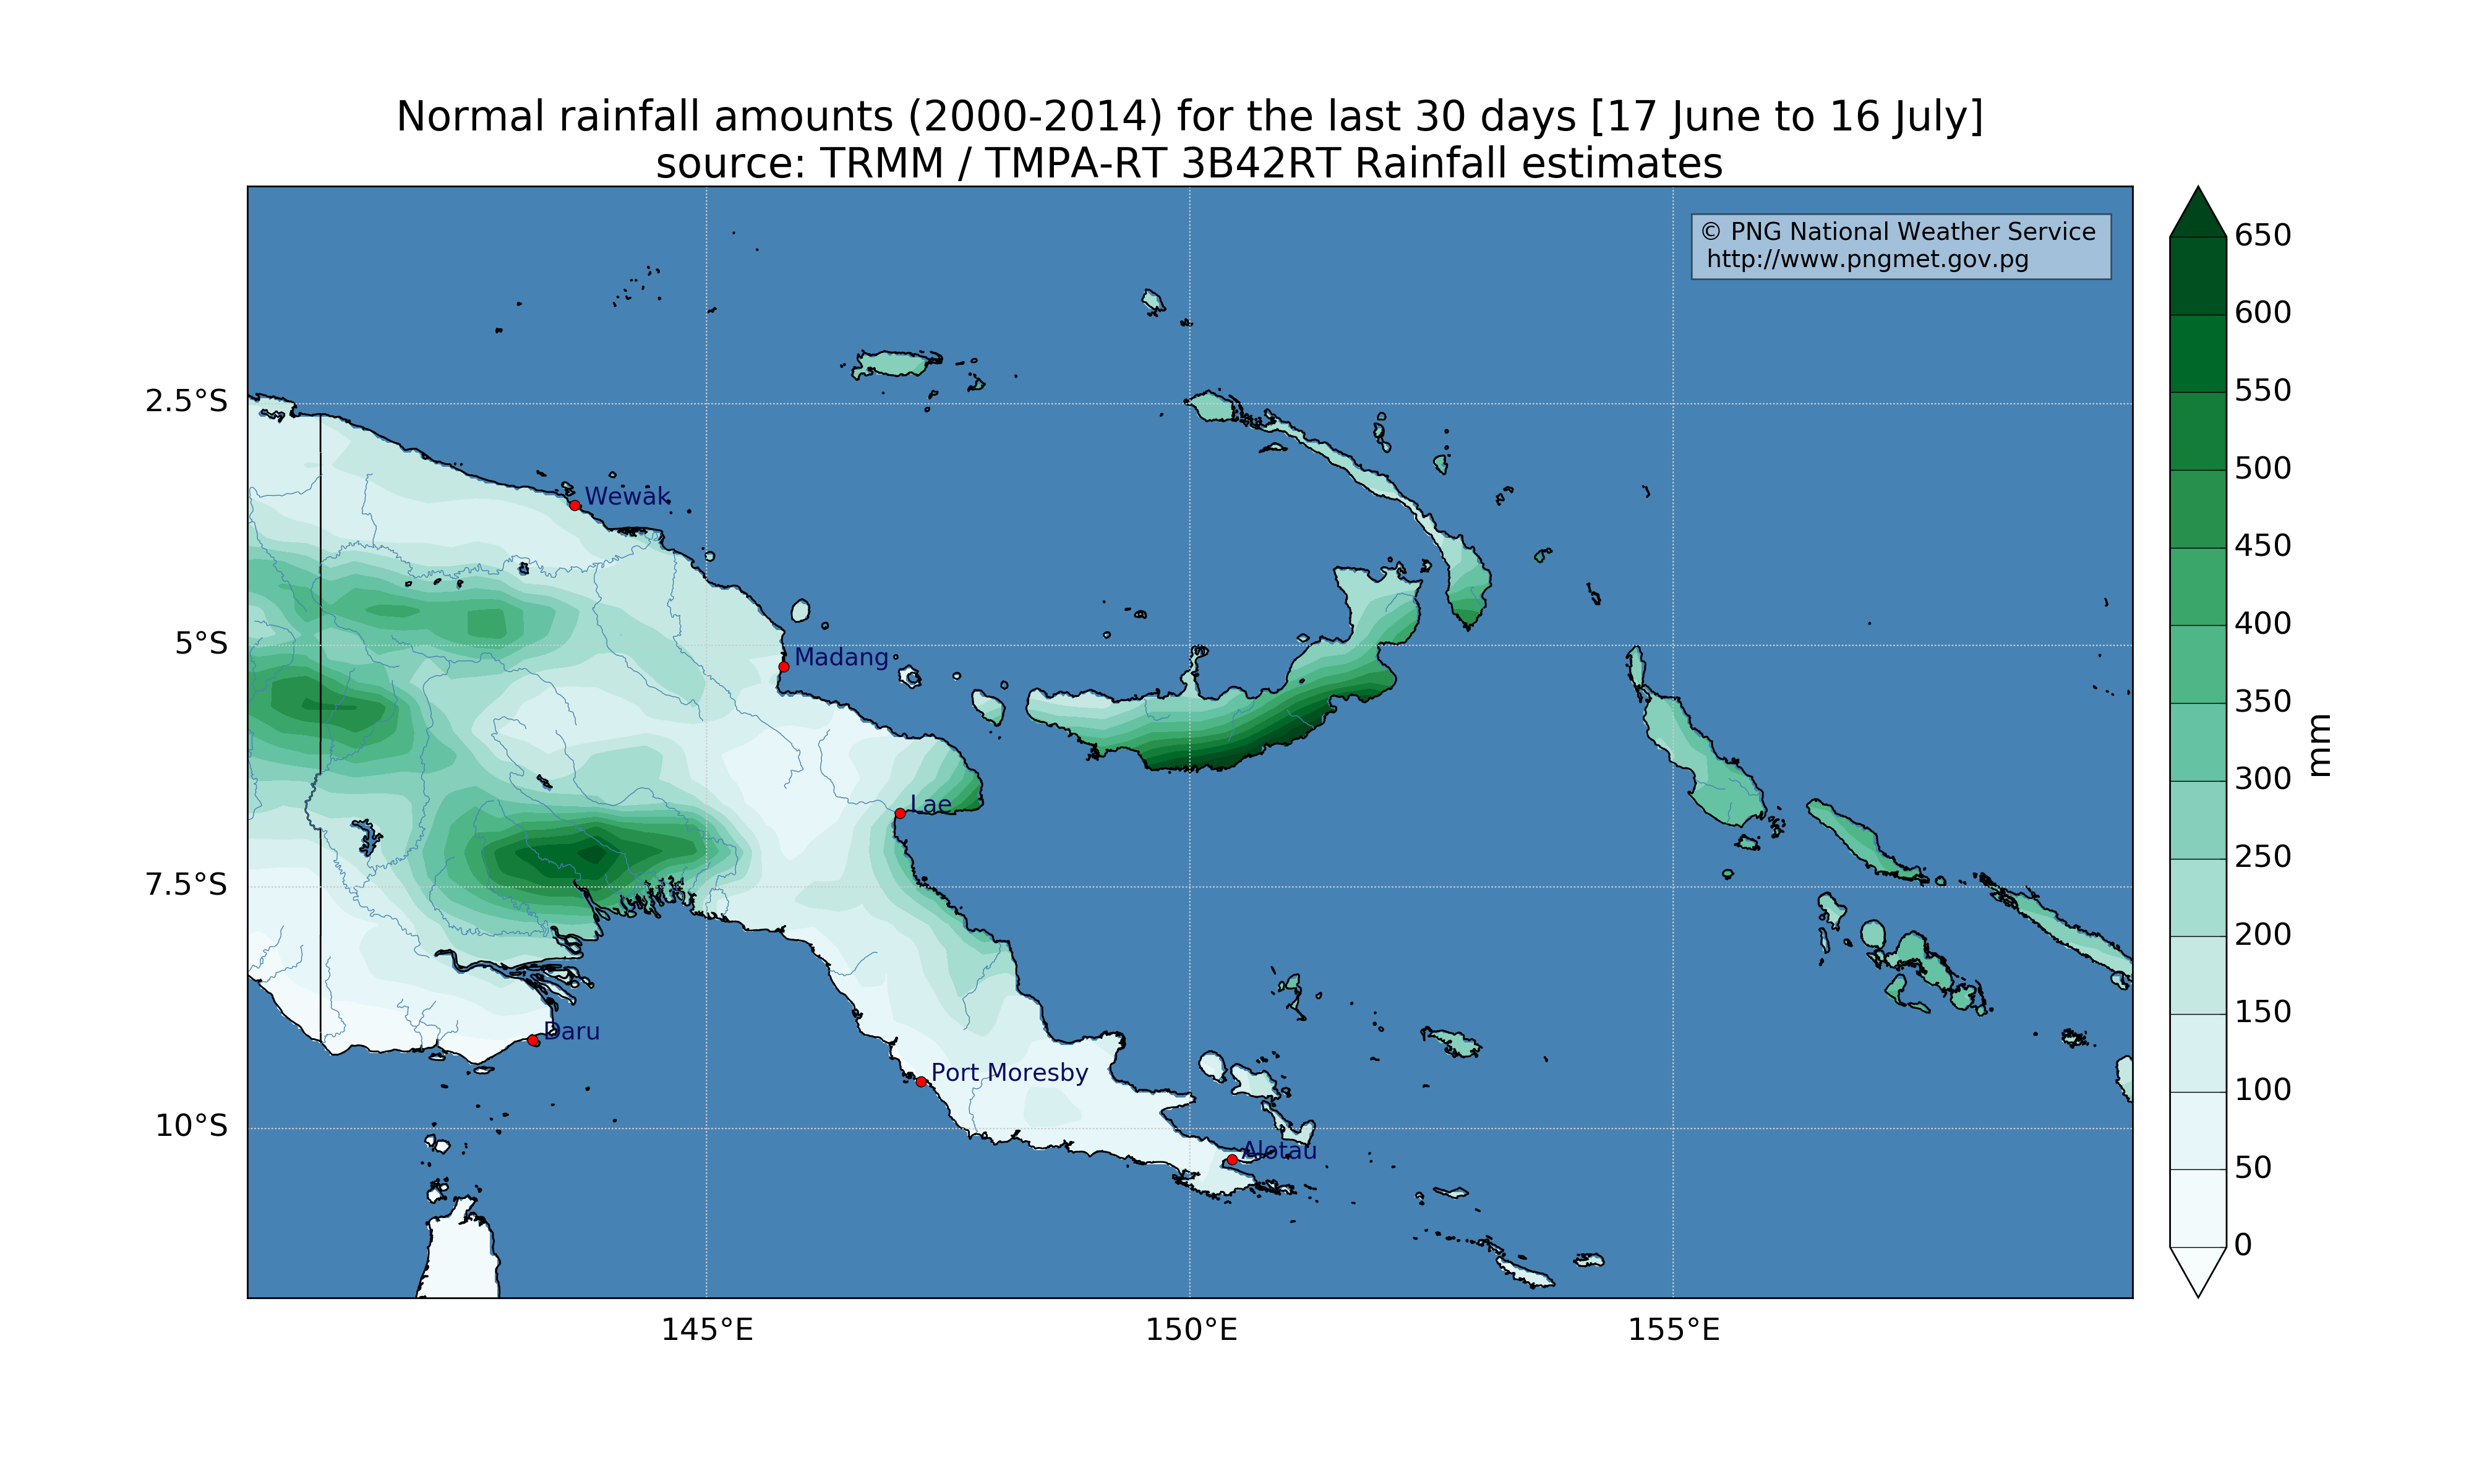 Normal rainfall amounts (2000-2014) for the last 30 days [17 June to 16 July]
source: TRMM / TMPA-RT 3B42RT Rainfall estimates
© PNG National Weather Service
http://www.pngmet.gov.pg
650
600
550
500
450
400
350
300
250
200
150
100
50
0
mm
2.5°S
5°S
7.5°S
10°S
Wewak
Madang
Lae
Daru
Port Moresby
Alotau
145°E
150°E
155°E